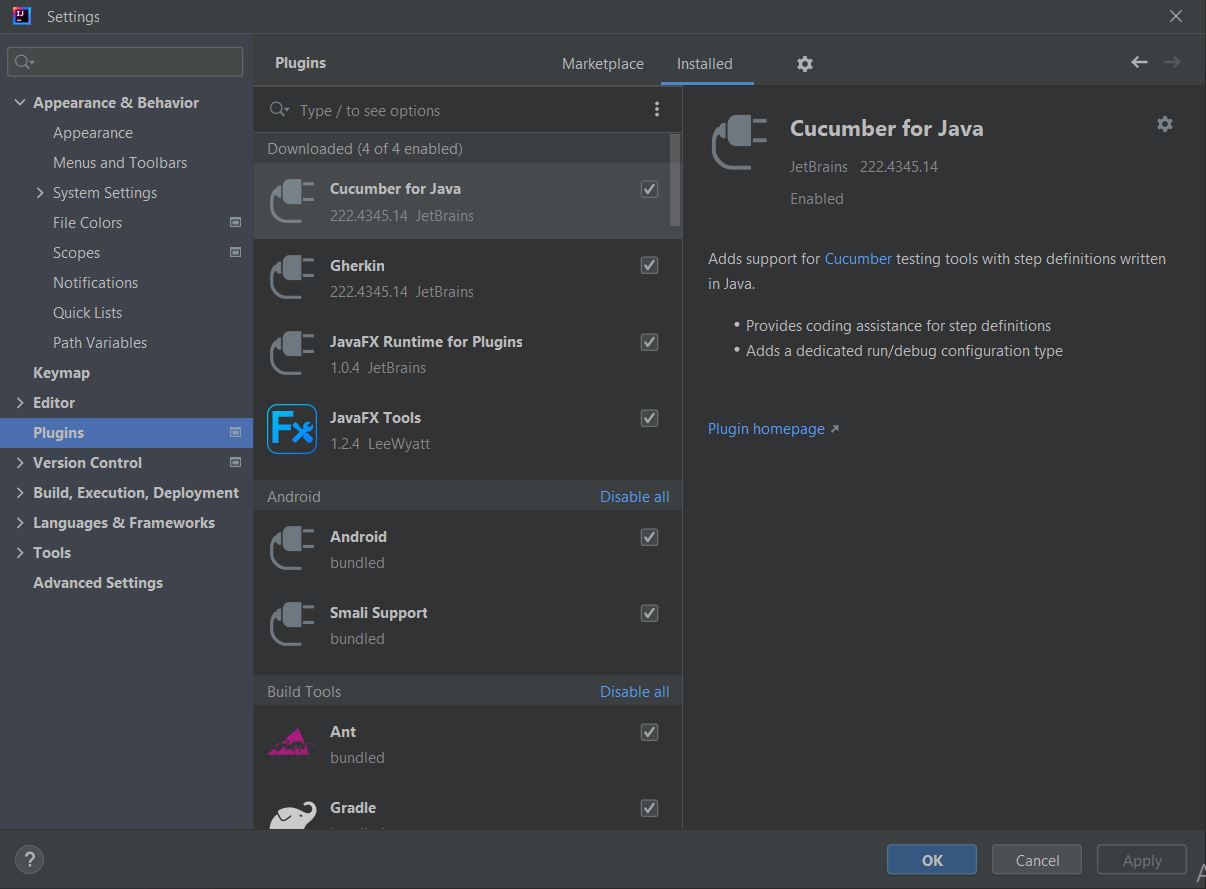 Settings
Appearance & Behavior
Appearance
Menus and Toolbars
System Settings
File Colors
Scopes
Notifications
Quick Lists
Path Variables
Keymap
Editor
Plugins
Version Control
Build, Execution, Deployment
Languages & Frameworks
Tools
Advanced Settings
Plugins
Marketplace
Installed
Type / to see options
Downloaded (4 of 4 enabled)
Cucumber for Java
222.4345.14 JetBrains
Gherkin
222.4345.14 JetBrains
JavaFX Runtime for Plugins
1.0.4 JetBrains
Fx
JavaFX Tools
1.2.4 LeeWyatt
Android Disable all
Android
bundled
Smali Support
bundled
Build Tools Disable all
Ant
bundled
Gradle
Cucumber for Java
JetBrains 222.4345.14
Enabled
Adds support for Cucumber testing tools with step definitions written
in Java.
• Provides coding assistance for step definitions
• Adds a dedicated run/debug configuration type
Plugin homepage
?
OK
Cancel
Apply